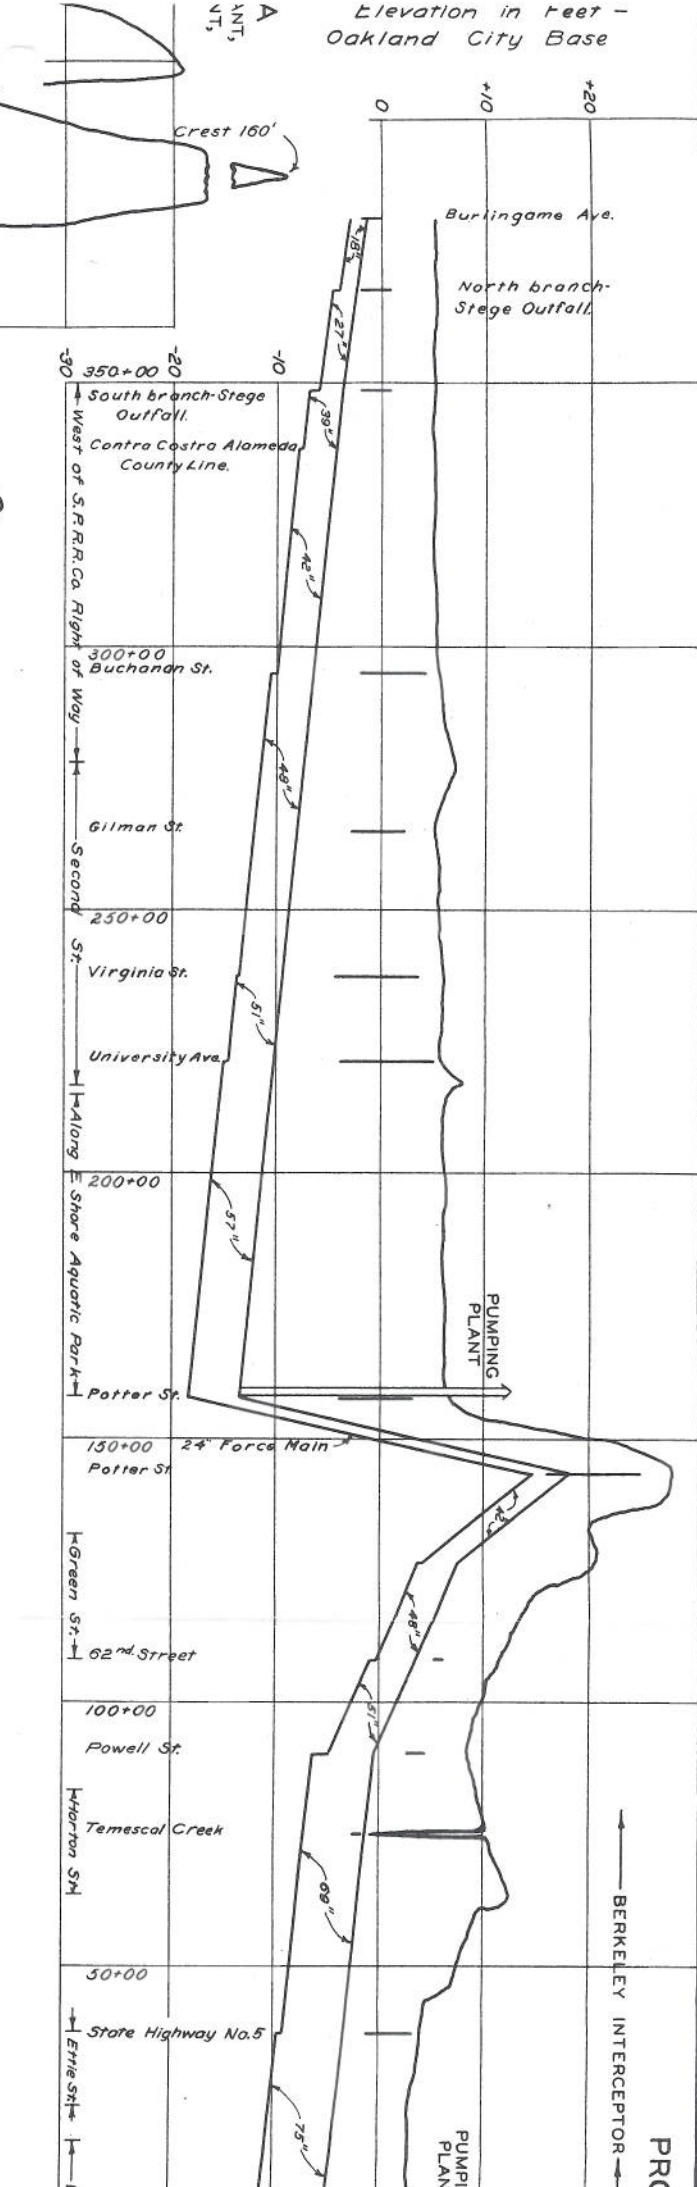 Elevation in Feet –
Oakland City Base
A
ANT,
NT,
Crest 160'
0
+10
+20
Burlingame Ave.
18"
North branch-
Stege Outfall.
27"
-30
-20
-10
350+00
South branch-Stege
Outfall.
39"
Contra Costra Alameda
County Line.
West of S.P.R.R.Co. Right of Way
42"
300+00
Buchanan St.
48"
Gilman St.
Second St.
250+00
Virginia St.
51"
University Ave.
Along E Shore Aquatic Park
200+00
57"
PUMPING
PLANT
Potter St.
150+00
24" Force Main
Potter St.
42"
Green St.
48"
62nd. Street
51"
100+00
Powell St.
Horton St.
Temescal Creek
69"
BERKELEY INTERCEPTOR
50+00
State Highway No.5
Ettie St.
75"
PUMPI
PLAN
PRO